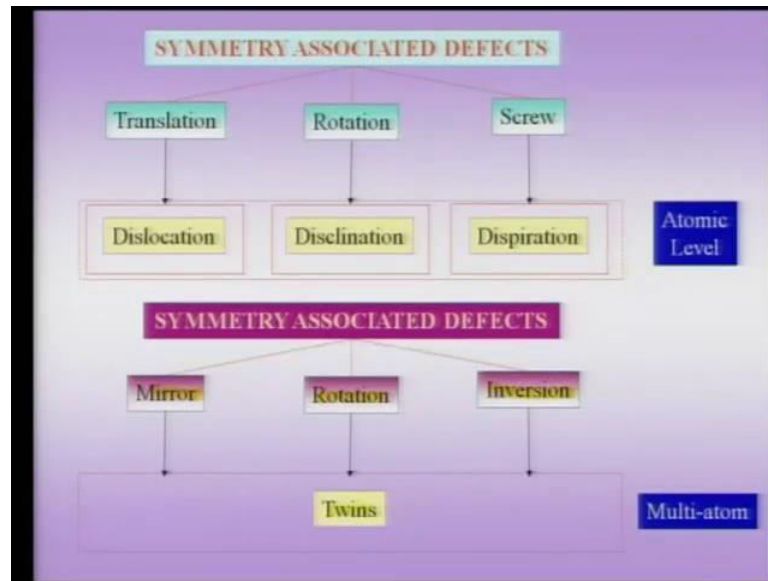 SYMMETRY ASSOCIATED DEFECTS
Translation
Rotation
Screw
Dislocation
Disclination
Dispiration
Atomic
Level
SYMMETRY ASSOCIATED DEFECTS
Mirror
Rotation
Inversion
Twins
Multi-atom